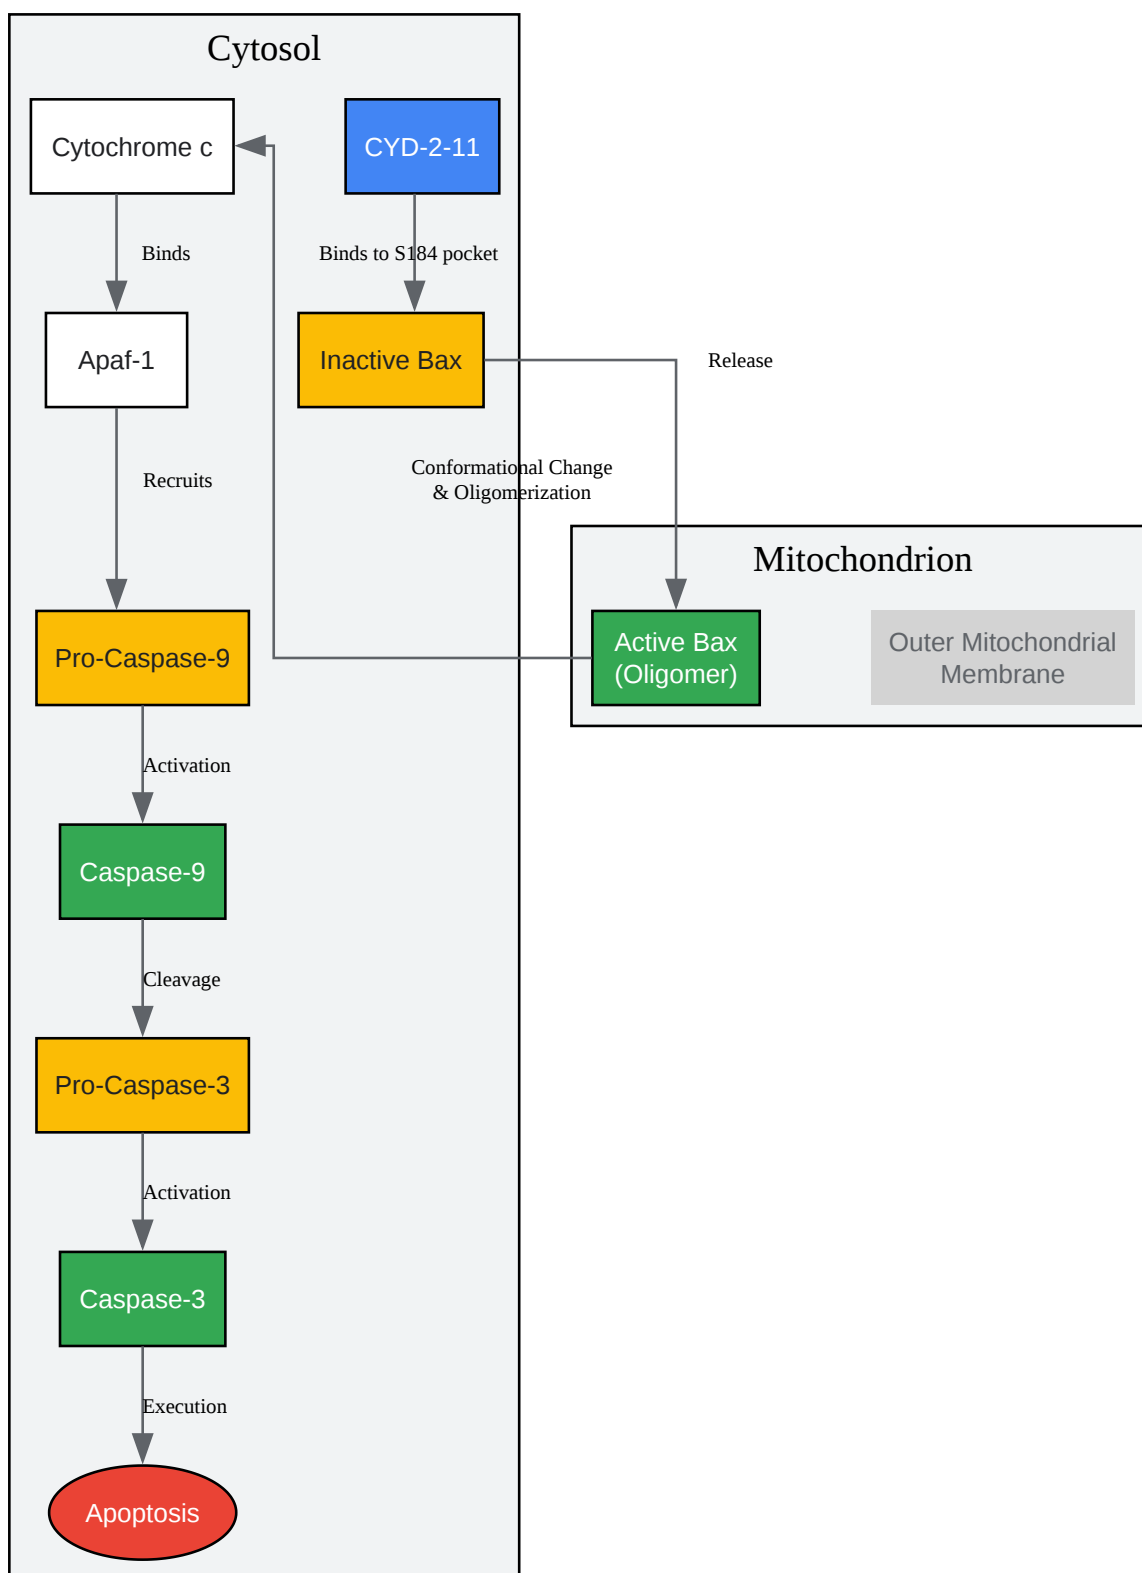 Cytosol
Cytochrome c
CYD-2-11
Binds
Binds to S184 pocket
Apaf-1
Inactive Bax
Release
Recruits
Conformational Change
& Oligomerization
Mitochondrion
Pro-Caspase-9
Active Bax
(Oligomer)
Outer Mitochondrial
Membrane
Activation
Caspase-9
Cleavage
Pro-Caspase-3
Activation
Caspase-3
Execution
Apoptosis